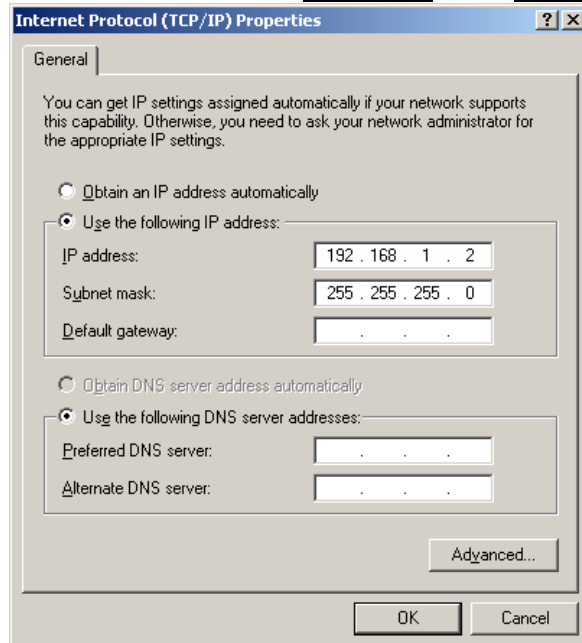 Internet Protocol (TCP/IP) Properties
General
You can get IP settings assigned automatically if your network supports
this capability. Otherwise, you need to ask your network administrator for
the appropriate IP settings.
Obtain an IP address automatically
Use the following IP address:
IP address: 192 . 168 . 1 . 2
Subnet mask: 255 . 255 . 255 . 0
Default gateway: . . .
Obtain DNS server address automatically
Use the following DNS server addresses:
Preferred DNS server: . . .
Alternate DNS server: . . .
Advanced...
OK Cancel